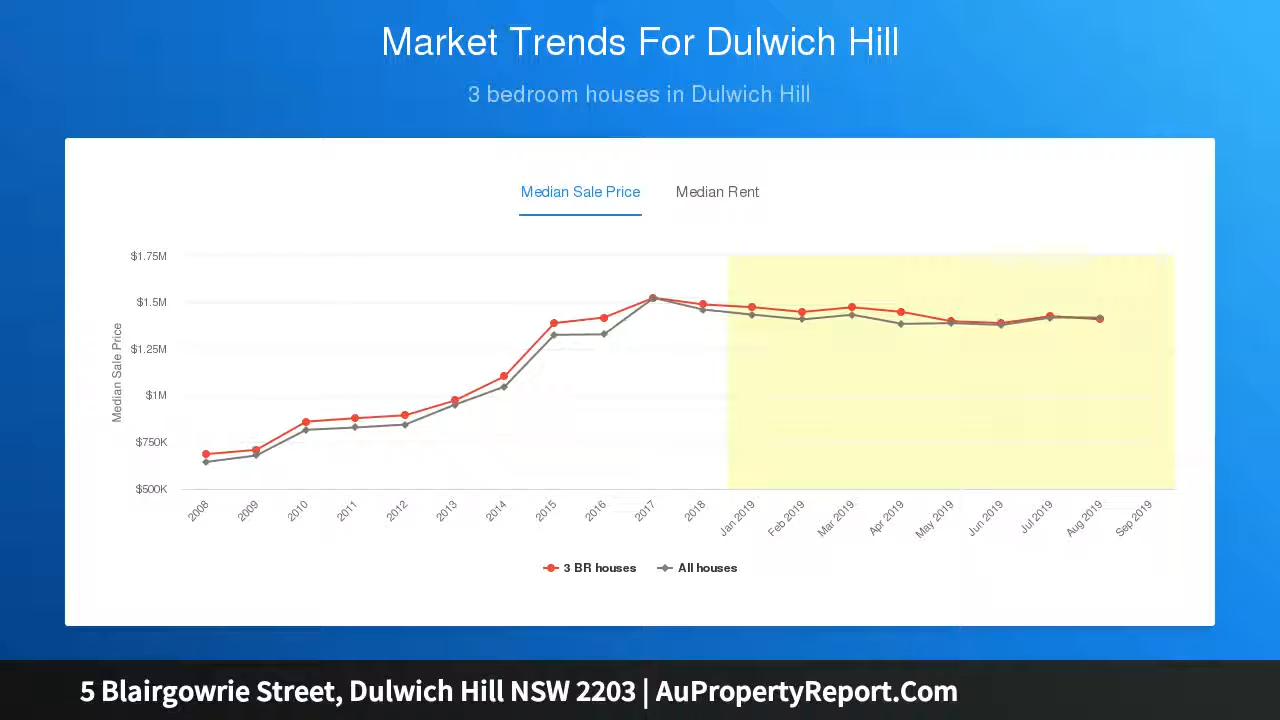 Market Trends For Dulwich Hill
3 bedroom houses in Dulwich Hill
Median Sale Price Median Rent
Median Sale Price
$1.75M
$1.5M
$1.25M
$1M
$750K
$500K
2008 2009 2010 2011 2012 2013 2014 2015 2016 2017 2018 Jan 2019 Feb 2019 Mar 2019 Apr 2019 May 2019 Jun 2019 Jul 2019 Aug 2019 Sep 2019
3 BR houses All houses
5 Blairgowrie Street, Dulwich Hill NSW 2203 | AuPropertyReport.Com